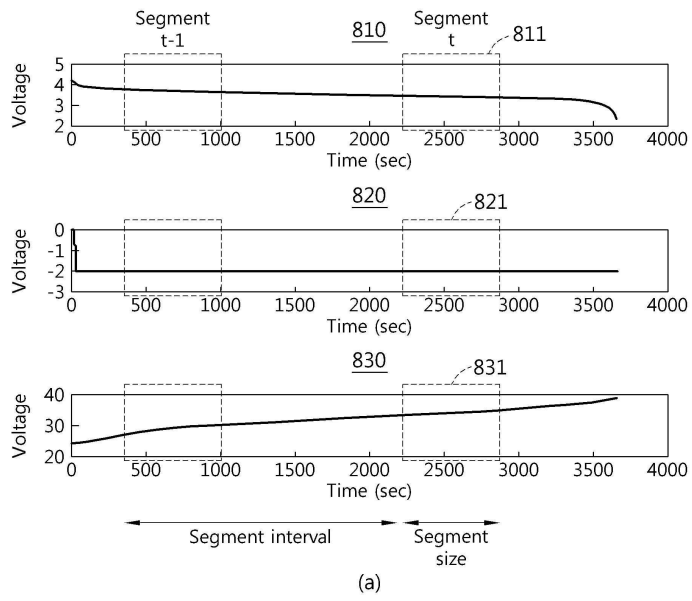 Segment
t-1
810
Segment
t
811
Voltage
5
4
3
2
0 500 1000 1500 2000 2500 3000 3500 4000
Time (sec)
820
821
Voltage
0
-1
-2
-3
0 500 1000 1500 2000 2500 3000 3500 4000
Time (sec)
830
831
Voltage
40
30
20
0 500 1000 1500 2000 2500 3000 3500 4000
Time (sec)
Segment interval
Segment
size
(a)